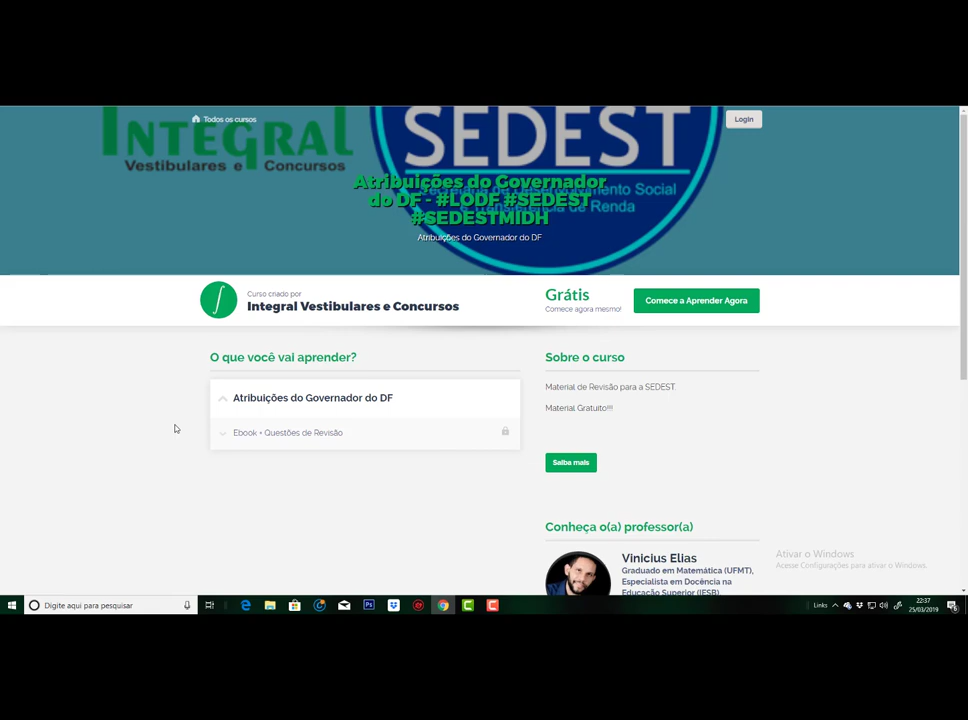 INTEGRAL
Vestibulares e Concursos
SEDEST
Todos os cursos
Login
Atribuições do Governador
do DF - #LODF #SEDEST
#SEDESTMIDH
Atribuições do Governador do DF
Curso criado por
Integral Vestibulares e Concursos
Grátis
Comece agora mesmo!
Comece a Aprender Agora
O que você vai aprender?
Atribuições do Governador do DF
Ebook + Questões de Revisão
Sobre o curso
Material de Revisão para a SEDEST.
Material Gratuito!!!
Saiba mais
Conheça o(a) professor(a)
Vinicius Elias
Graduado em Matemática (UFMT),
Especialista em Docência na
Educação Superior (IESB),
Ativar o Windows
Acesse Configurações para ativar o Windows.
Digite aqui para pesquisar
Links
22:37
25/03/2019